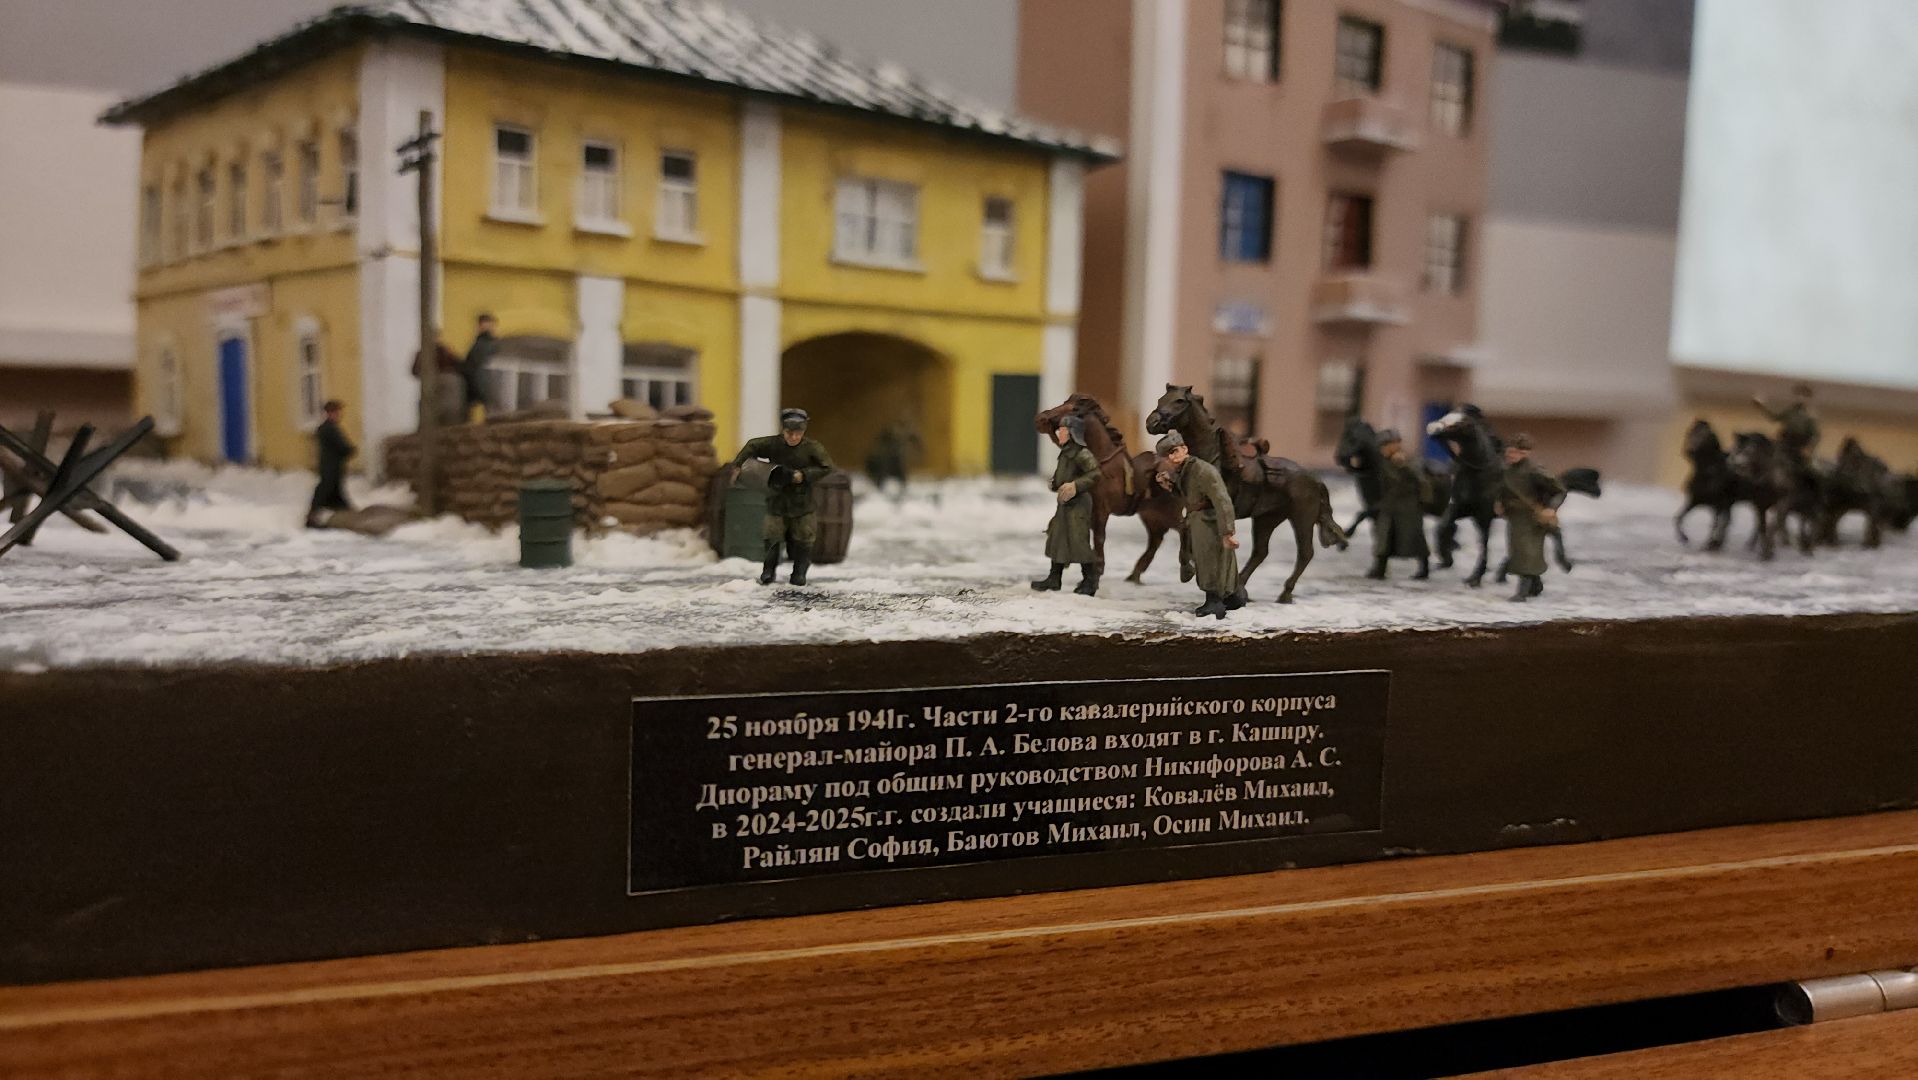 25 ноября 1941г. Части 2-го кавалерийского корпуса
генерал-майора П. А. Белова входят в г. Каширу.
Диораму под общим руководством Никифорова А. С.
в 2024-2025г.г. создали учащиеся: Ковалёв Михаил,
Райлян София, Баютов Михаил, Осин Михаил.